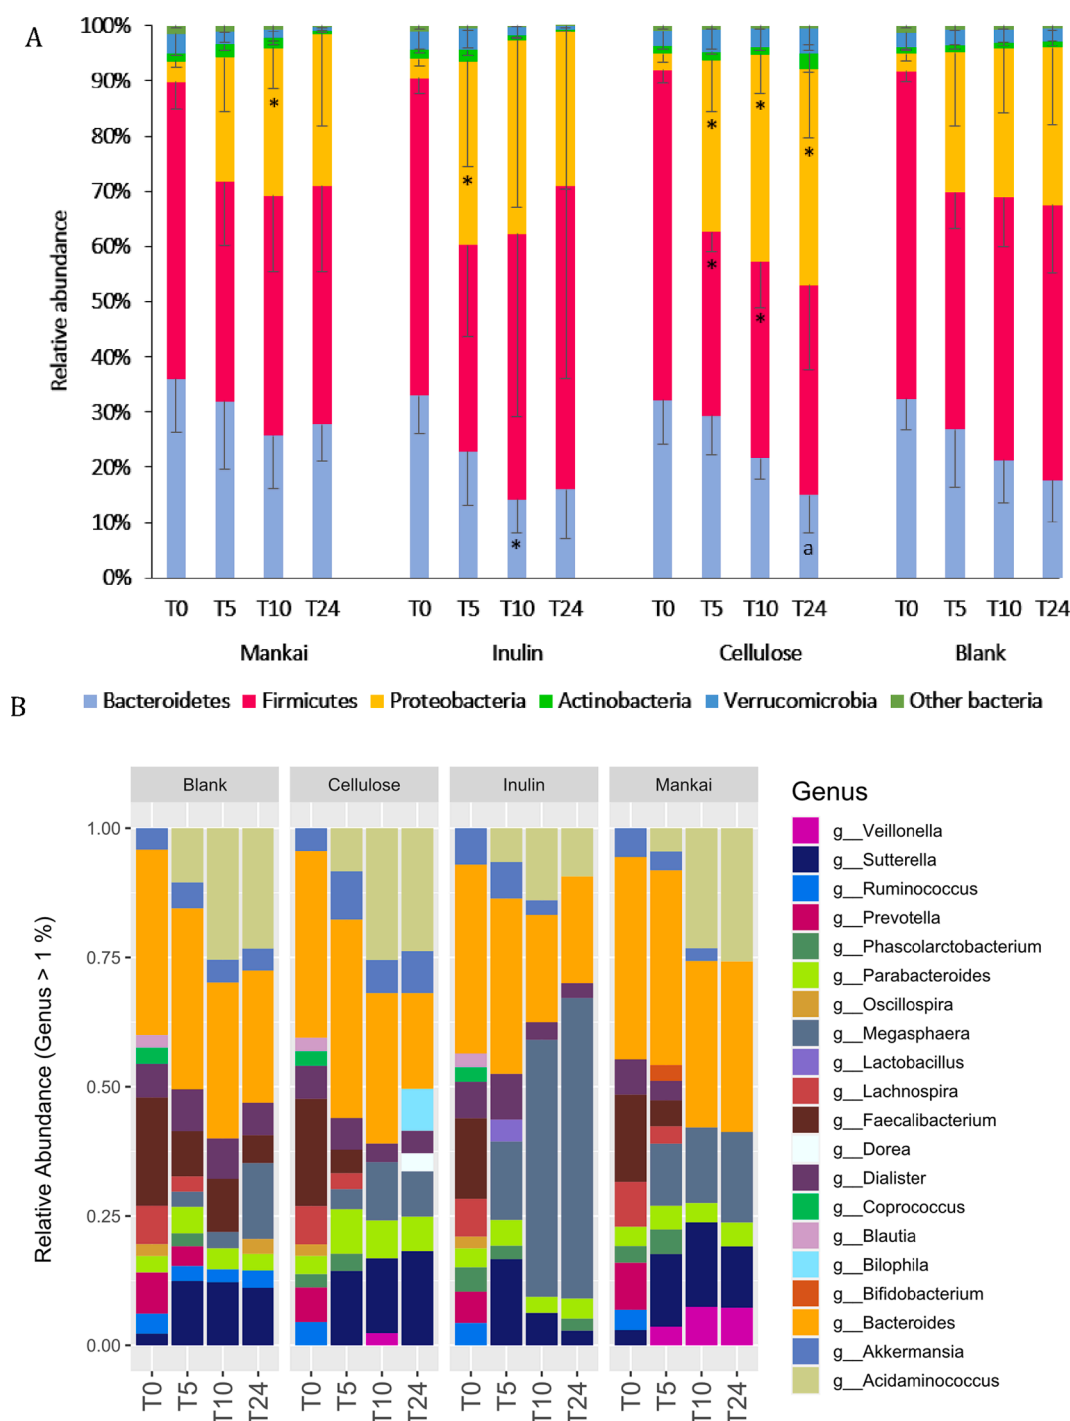 A
100%
90%
80%
70%
60%
50%
40%
30%
20%
10%
0%
Relative abundance
*
*
*
*
*
*
*
*
a
T0 T5 T10 T24 T0 T5 T10 T24 T0 T5 T10 T24 T0 T5 T10 T24
Mankai Inulin Cellulose Blank
Bacteroidetes Firmicutes Proteobacteria Actinobacteria Verrucomicrobia Other bacteria
B
Blank Cellulose Inulin Mankai
1.00
0.75
0.50
0.25
0.00
Relative Abundance (Genus > 1 %)
T0 T5 T10 T24 T0 T5 T10 T24 T0 T5 T10 T24 T0 T5 T10 T24
Genus
g__Veillonella
g__Sutterella
g__Ruminococcus
g__Prevotella
g__Phascolarctobacterium
g__Parabacteroides
g__Oscillospira
g__Megasphaera
g__Lactobacillus
g__Lachnospira
g__Faecalibacterium
g__Dorea
g__Dialister
g__Coprococcus
g__Blautia
g__Bilophila
g__Bifidobacterium
g__Bacteroides
g__Akkermansia
g__Acidaminococcus